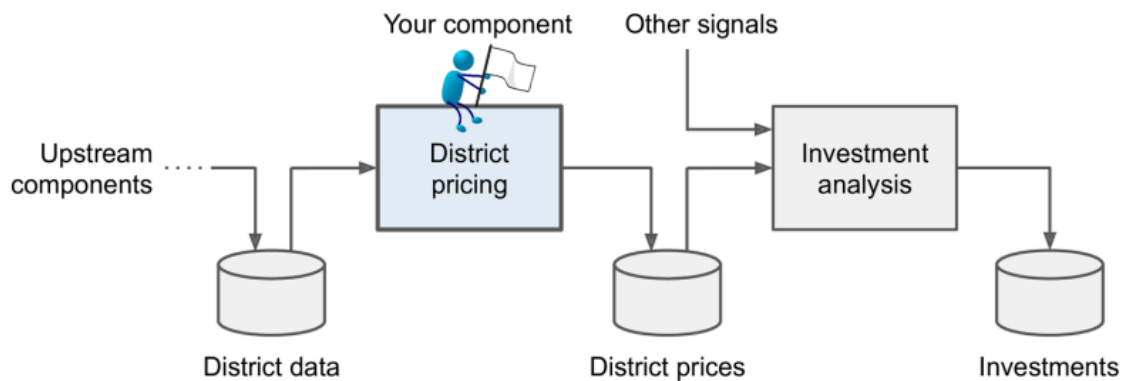 Your component
Other signals
Upstream
components
District
pricing
Investment
analysis
District data
District prices
Investments